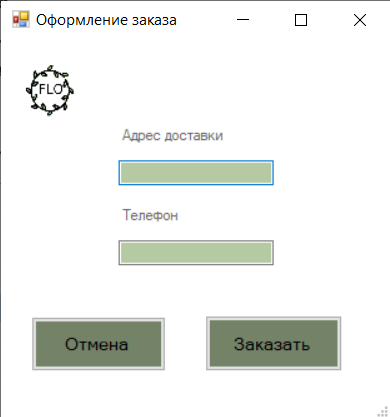 Оформление заказа
FLO
Адрес доставки
Телефон
Отмена
Заказать